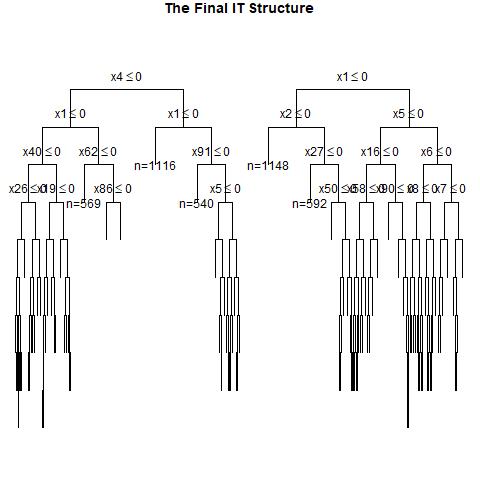 The Final IT Structure
x4 ≤ 0 x1 ≤ 0
x1 ≤ 0 x1 ≤ 0 x2 ≤ 0 x5 ≤ 0
x40 ≤ 0 x62 ≤ 0 n=1116 x91 ≤ 0 n=1148 x27 ≤ 0 x16 ≤ 0 x6 ≤ 0
x26 ≤ 0 x19 ≤ 0 n=569 x86 ≤ 0 n=540 x5 ≤ 0 n=592 x50 ≤ 0 x58 ≤ 0 x90 ≤ 0 x8 ≤ 0 x7 ≤ 0